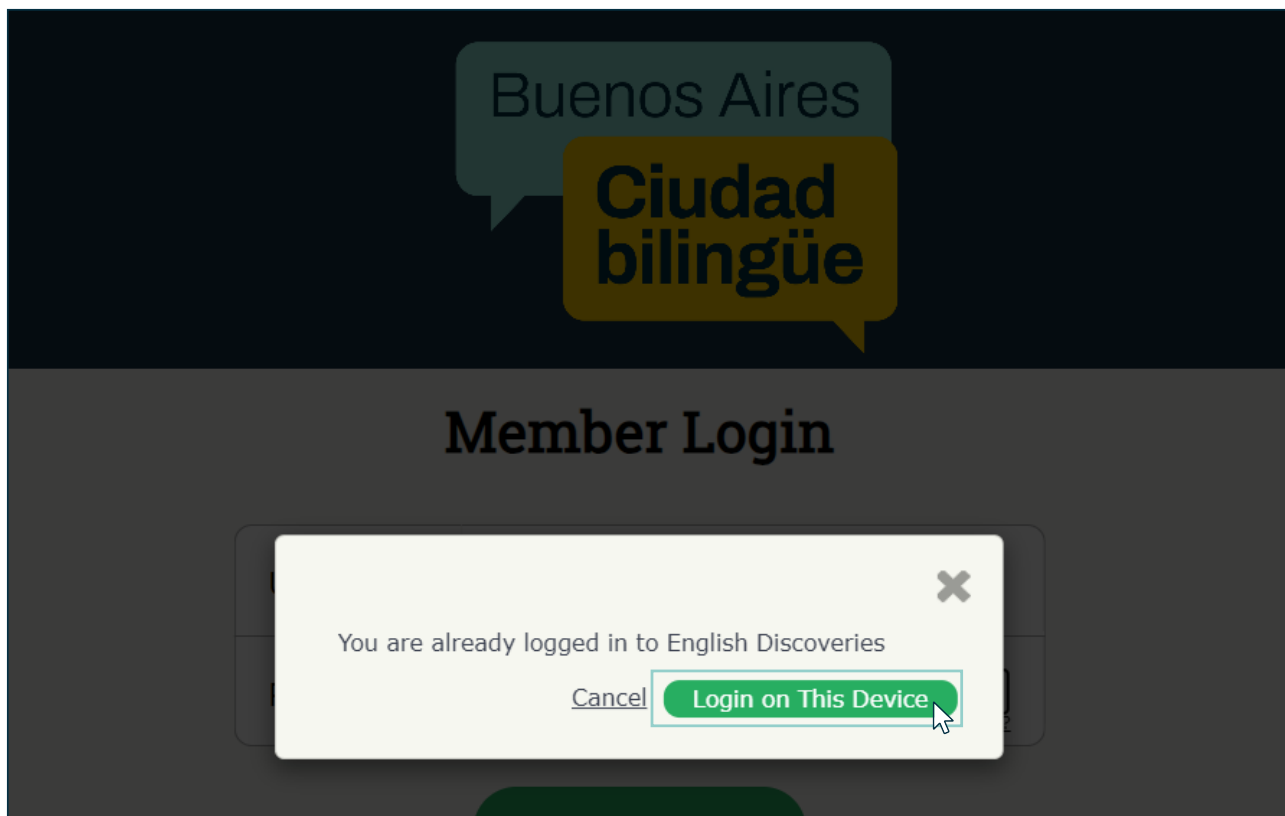 Buenos Aires
Ciudad
bilingüe
Member Login
You are already logged in to English Discoveries
Cancel
Login on This Device